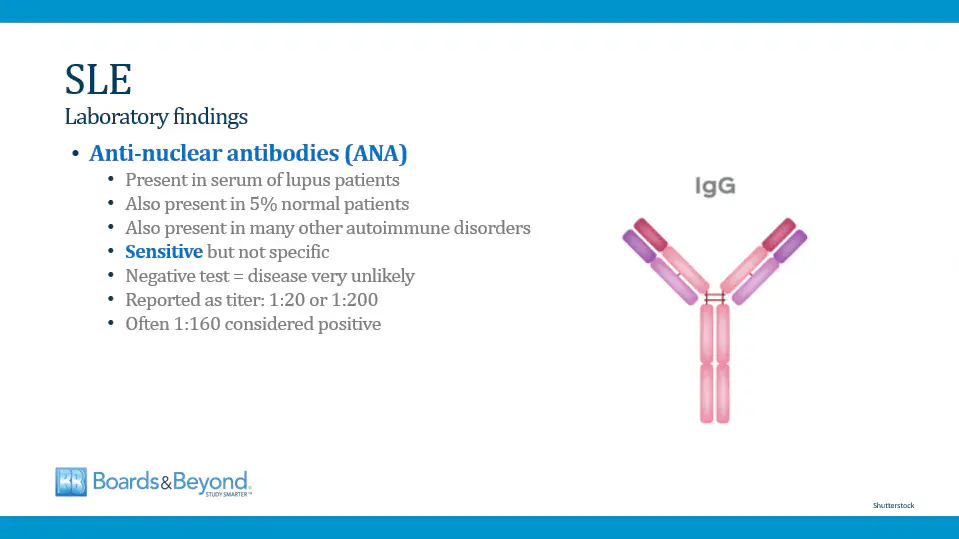 SLE
Laboratory findings
• Anti-nuclear antibodies (ANA)
• Present in serum of lupus patients
• Also present in 5% normal patients
• Also present in many other autoimmune disorders
• Sensitive but not specific
• Negative test = disease very unlikely
• Reported as titer: 1:20 or 1:200
• Often 1:160 considered positive
IgG
BB Boards&Beyond.
STUDY SMARTER™
Shutterstock